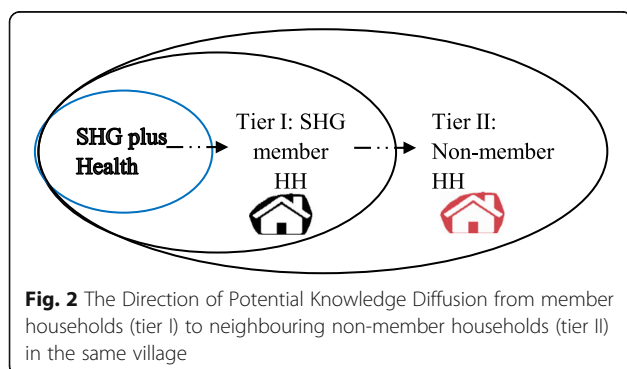 SHG plus
Health
Tier I: SHG
member
HH
Tier II:
Non-member
HH
Fig. 2 The Direction of Potential Knowledge Diffusion from member
households (tier I) to neighbouring non-member households (tier II)
in the same village